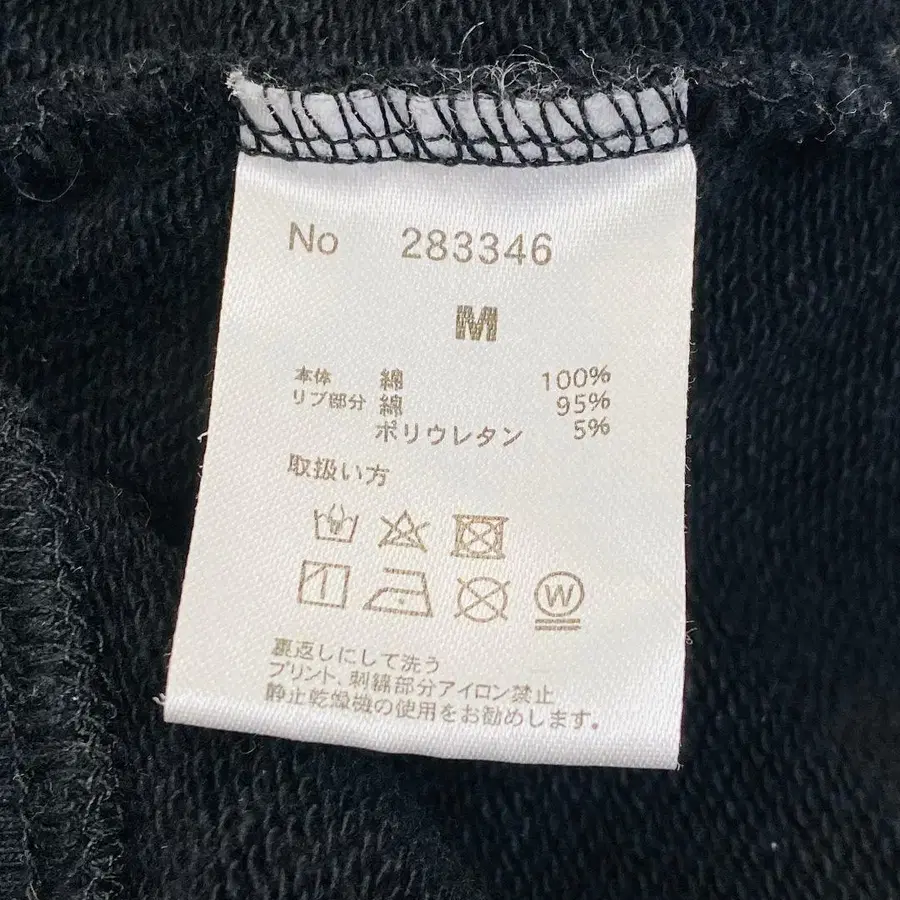 No 283346
M
本体 綿 100%
リブ部分 綿 95%
ポリウレタン 5%
取扱い方
W
裏返しにして洗う
プリント、刺繍部分アイロン禁止
静止乾燥機の使用をお勧めします。